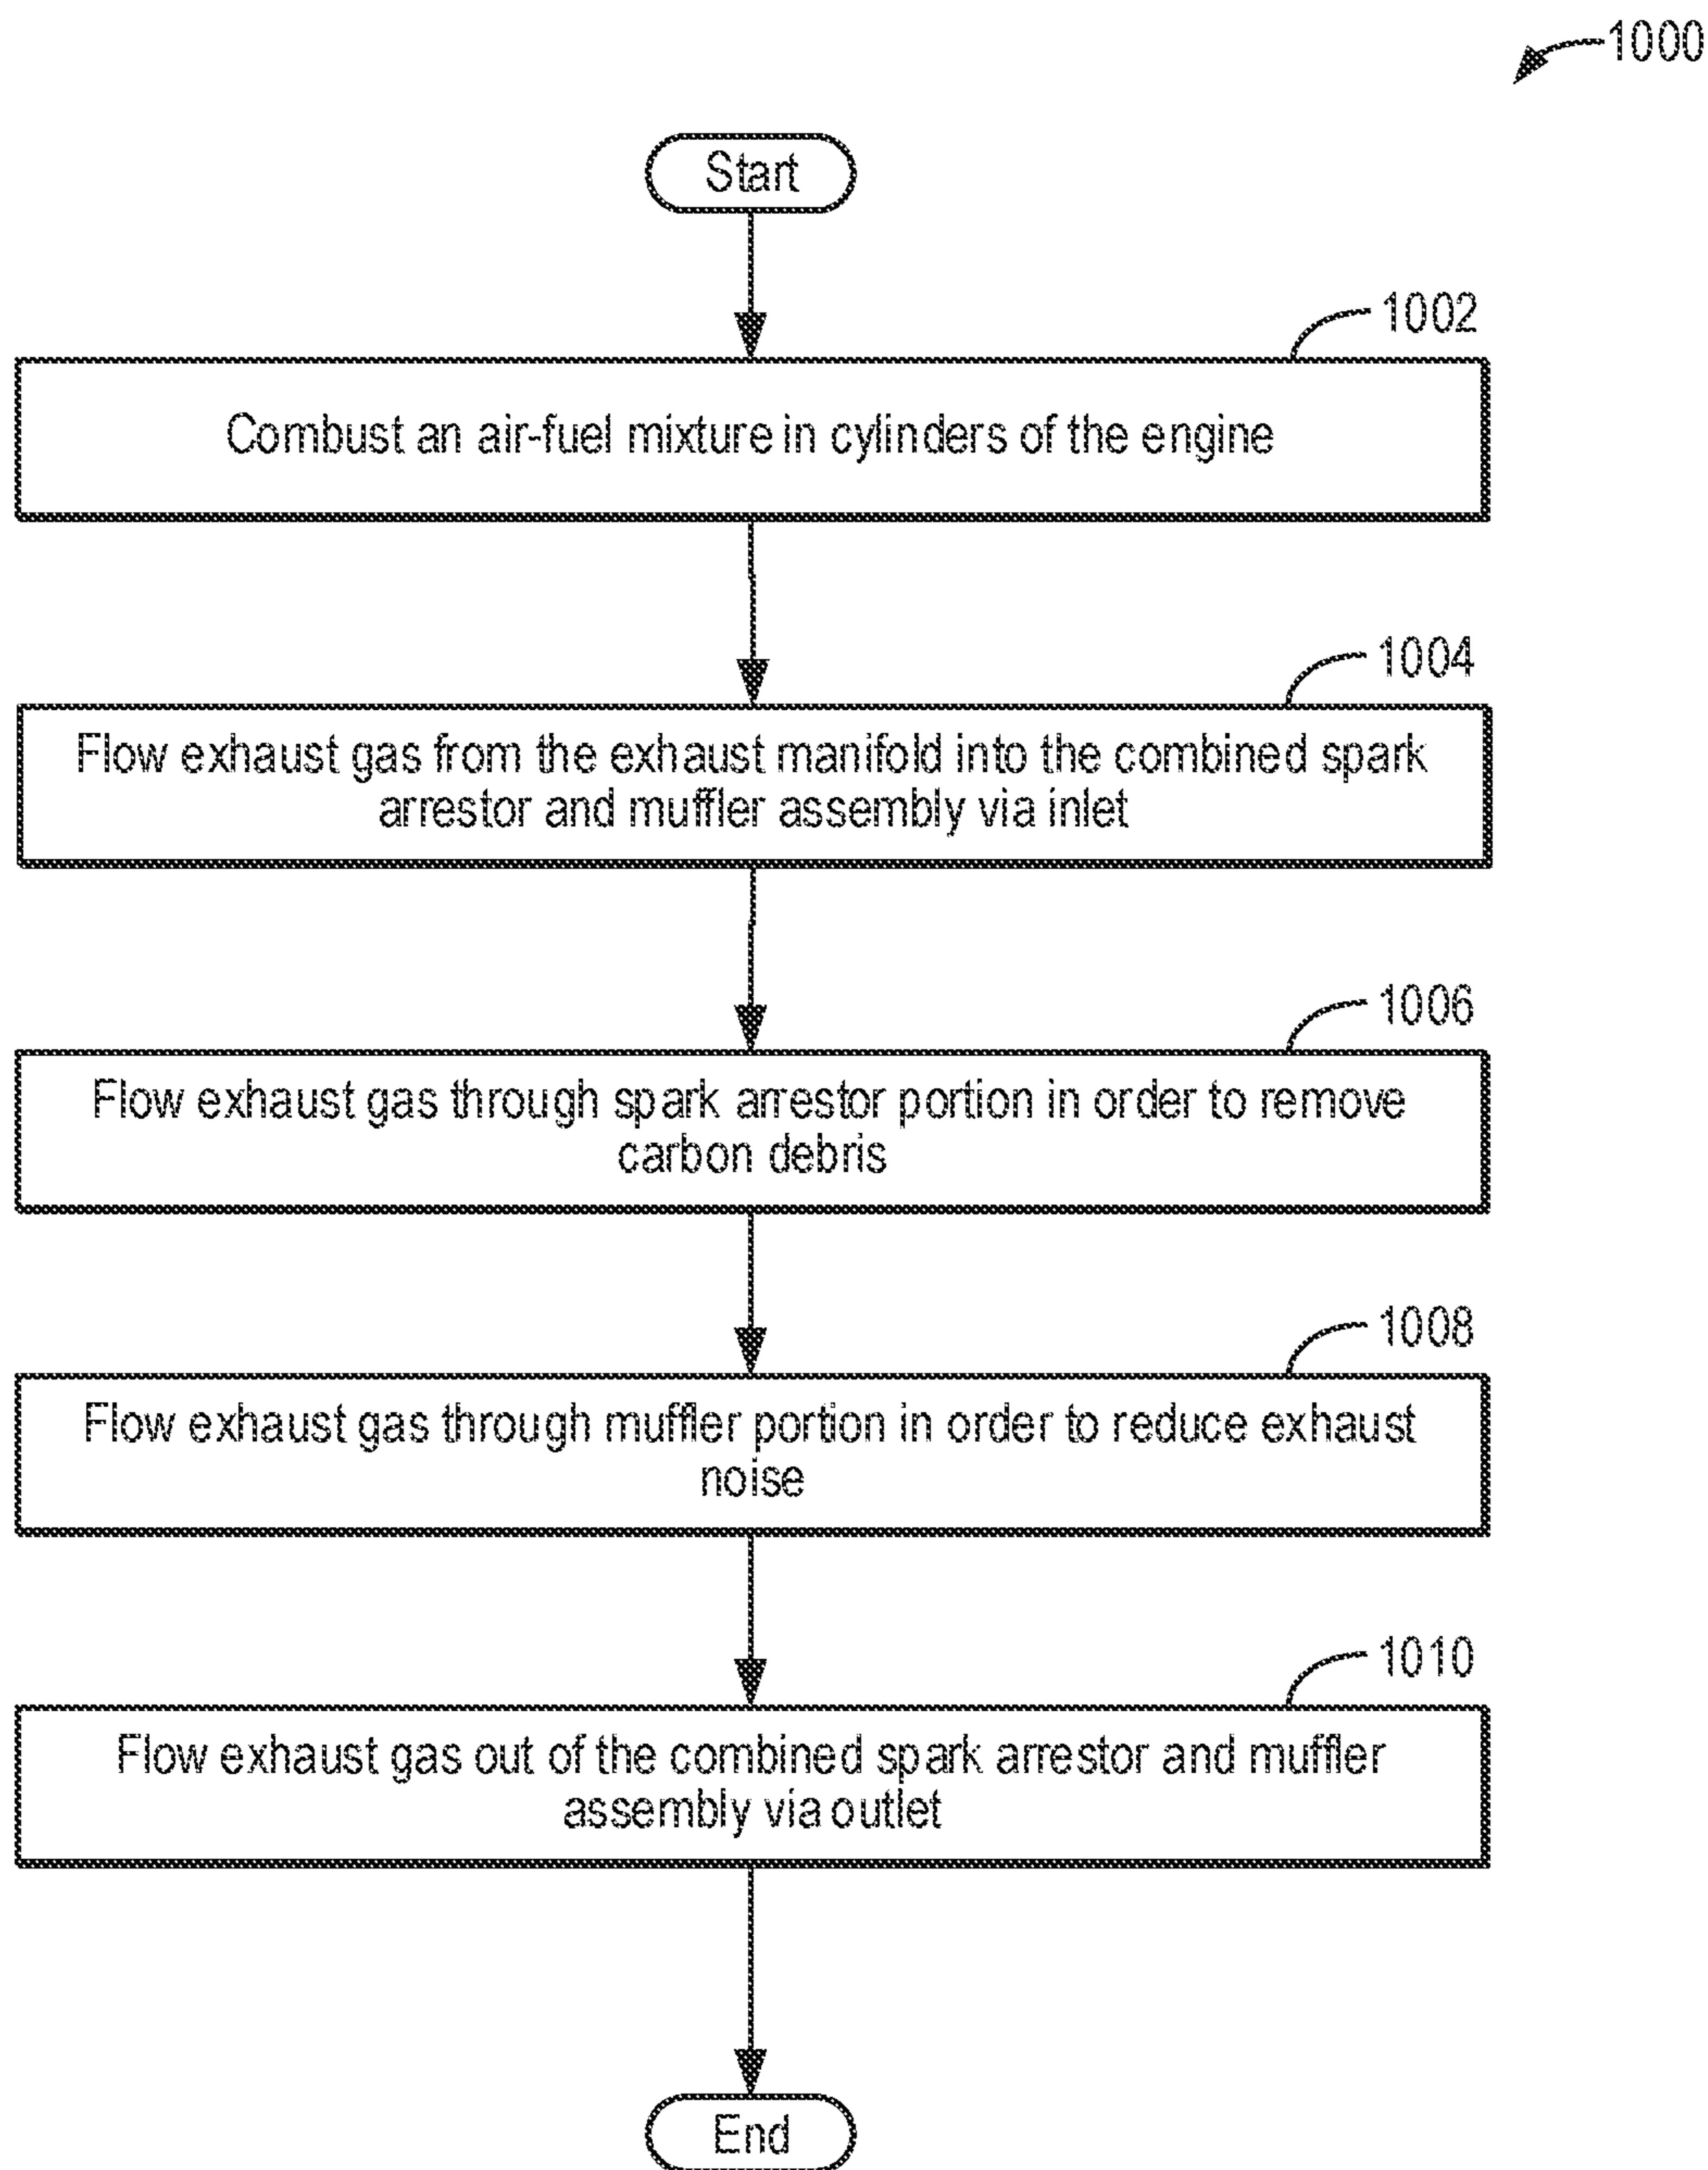 1000
Start
1002
Combust an air-fuel mixture in cylinders of the engine
1004
Flow exhaust gas from the exhaust manifold into the combined spark
arrestor and muffler assembly via inlet
1006
Flow exhaust gas through spark arrestor portion in order to remove
carbon debris
1008
Flow exhaust gas through muffler portion in order to reduce exhaust
noise
1010
Flow exhaust gas out of the combined spark arrestor and muffler
assembly via outlet
End